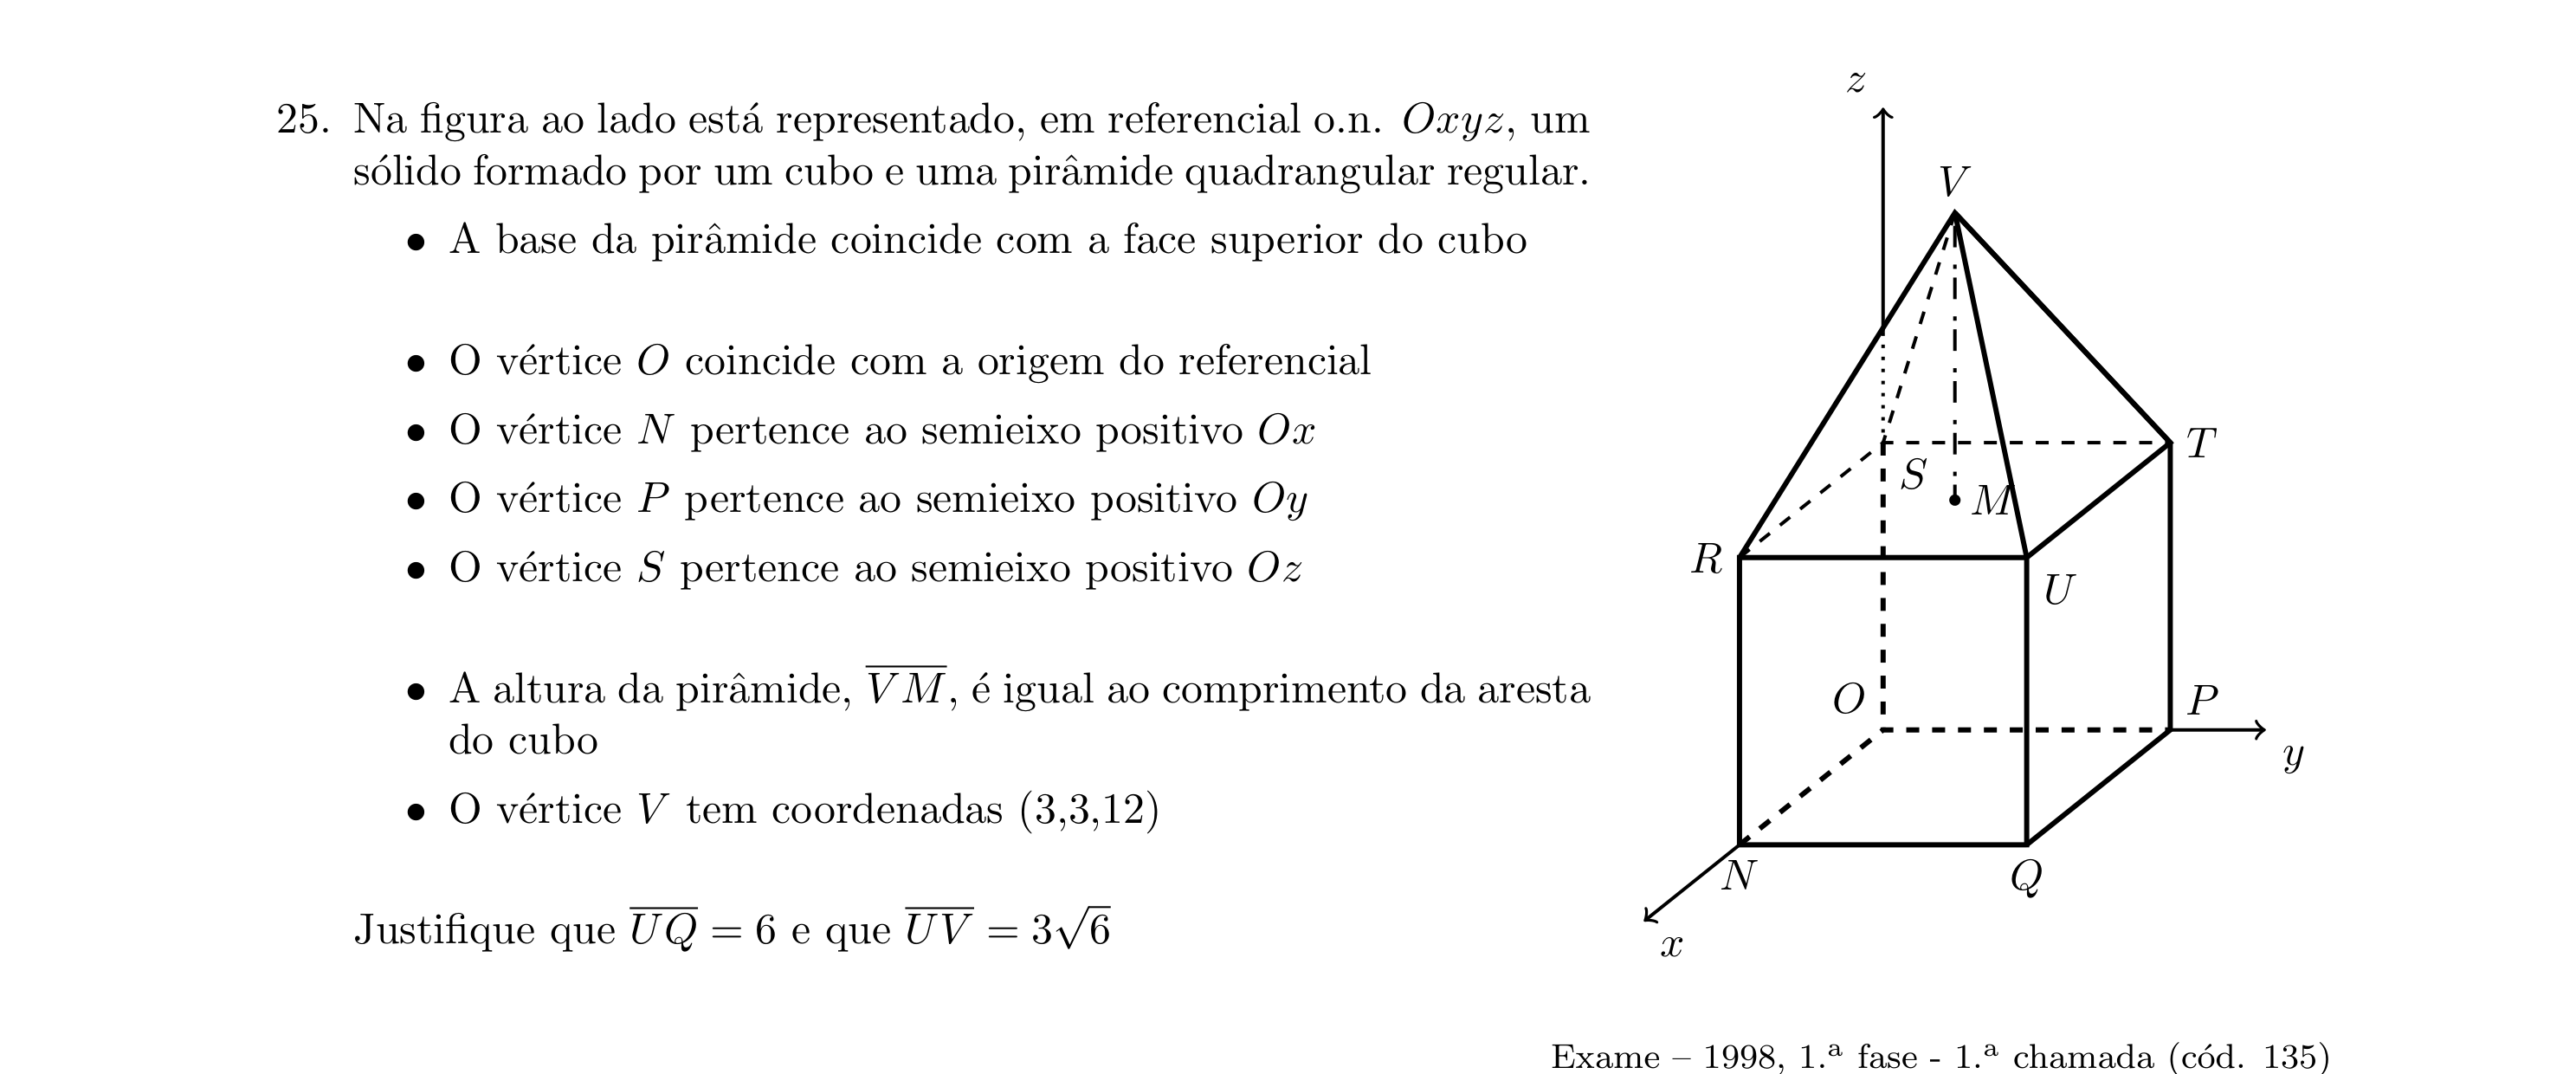 25. Na figura ao lado está representado, em referencial o.n. Oxyz, um
sólido formado por um cubo e uma pirâmide quadrangular regular.
• A base da pirâmide coincide com a face superior do cubo
• O vértice O coincide com a origem do referencial
• O vértice N pertence ao semieixo positivo Ox
• O vértice P pertence ao semieixo positivo Oy
• O vértice S pertence ao semieixo positivo Oz
• A altura da pirâmide, \overline{VM}, é igual ao comprimento da aresta
do cubo
• O vértice V tem coordenadas (3,3,12)
Justifique que \overline{UQ} = 6 e que \overline{UV} = 3√6
z
V
T
S
M
R
U
O
P
y
N
Q
x
Exame – 1998, 1.ª fase - 1.ª chamada (cód. 135)